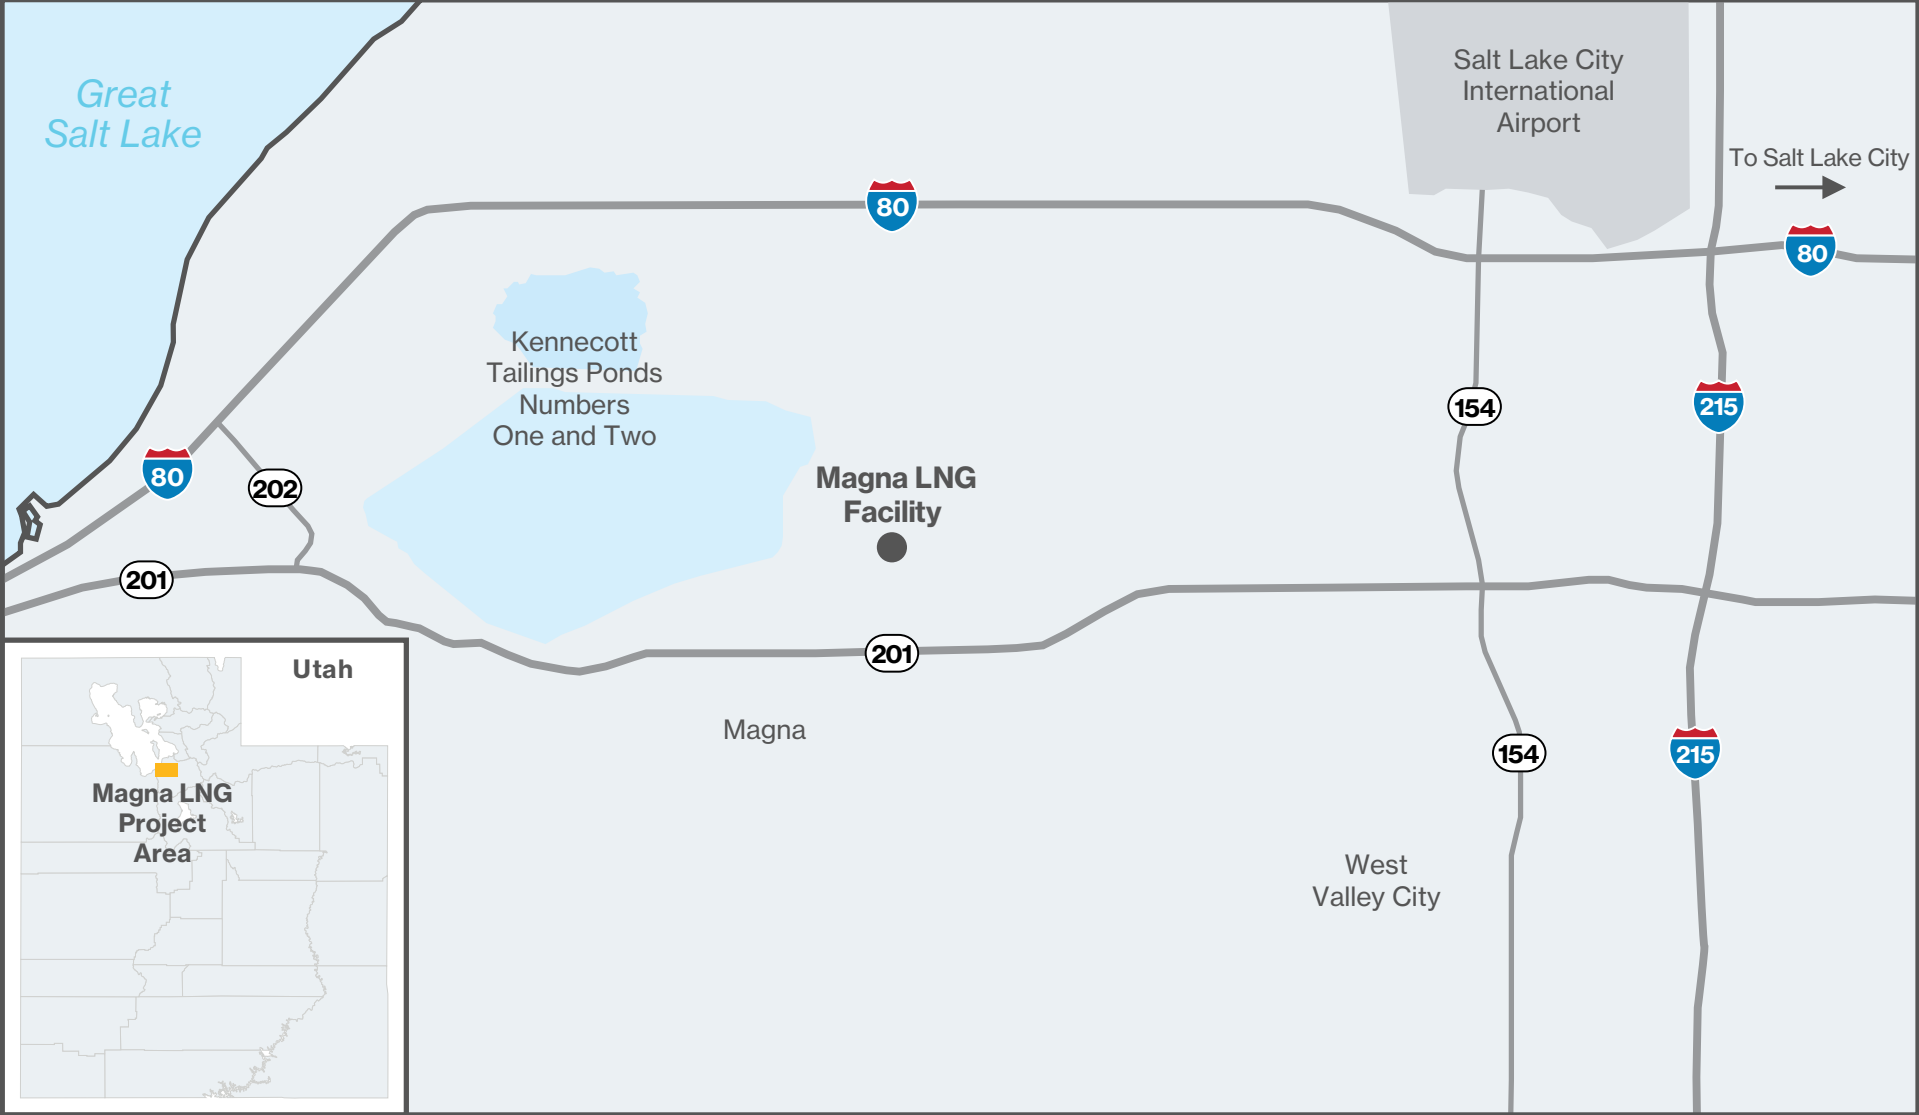 Great
Salt Lake
Salt Lake City
International
Airport
To Salt Lake City
80
80
Kennecott
Tailings Ponds
Numbers
One and Two
154
215
80
202
Magna LNG
Facility
201
201
Magna
154
215
West
Valley City
Utah
Magna LNG
Project
Area